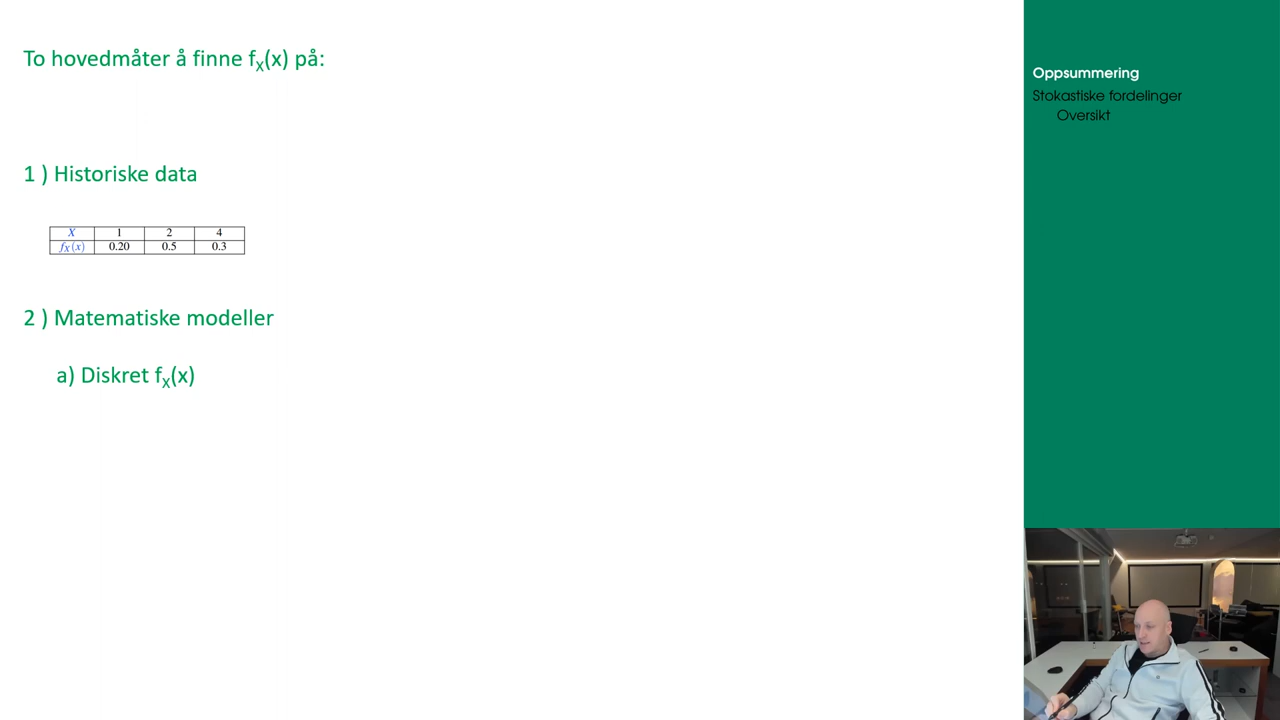 To hovedmåter å finne fX(x) på:
1 ) Historiske data
X 1 2 4
fX(x) 0.20 0.5 0.3
2 ) Matematiske modeller
a) Diskret fX(x)
Oppsummering
Stokastiske fordelinger
Oversikt